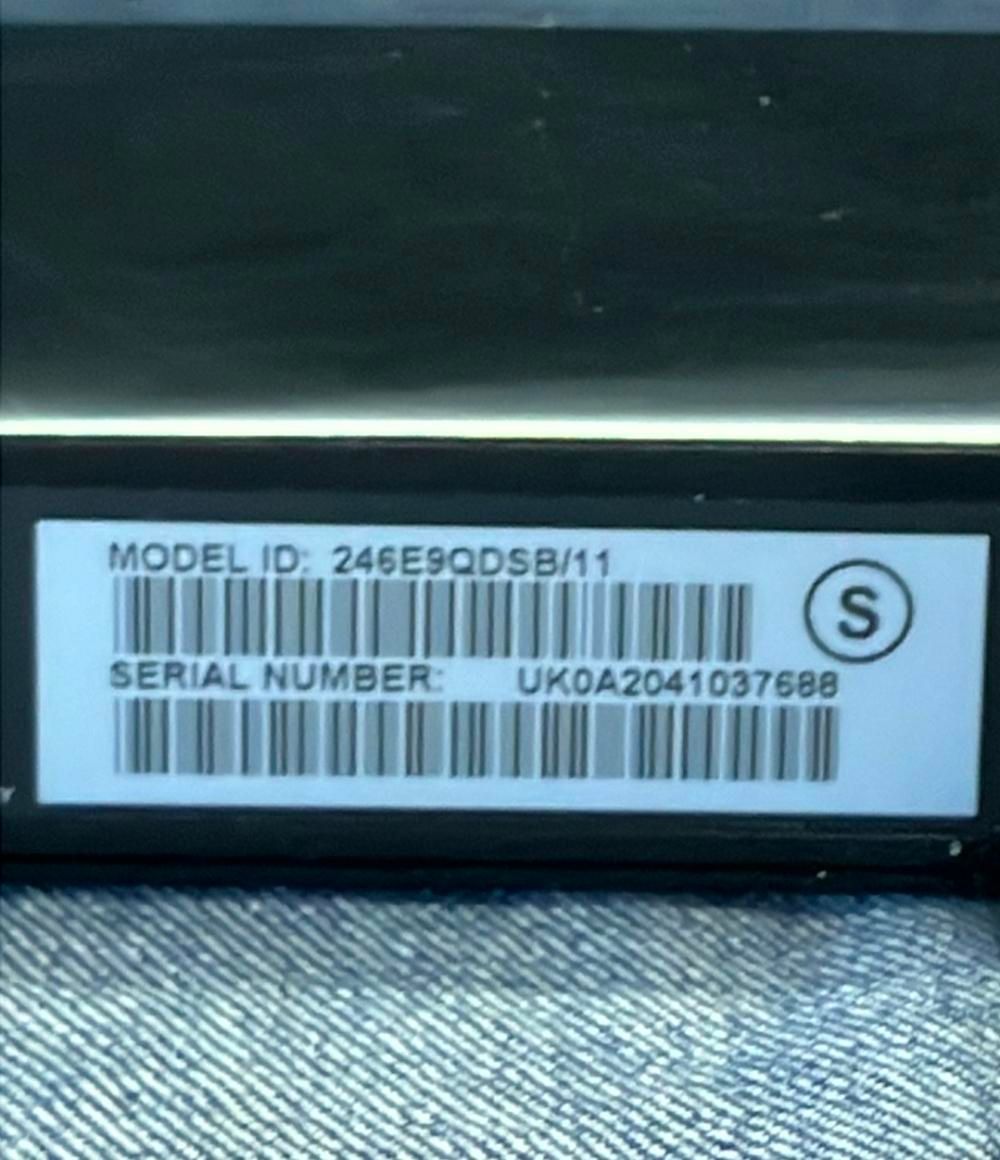 MODEL ID: 246E9QDSB/11
S
SERIAL NUMBER: UK0A2041037688